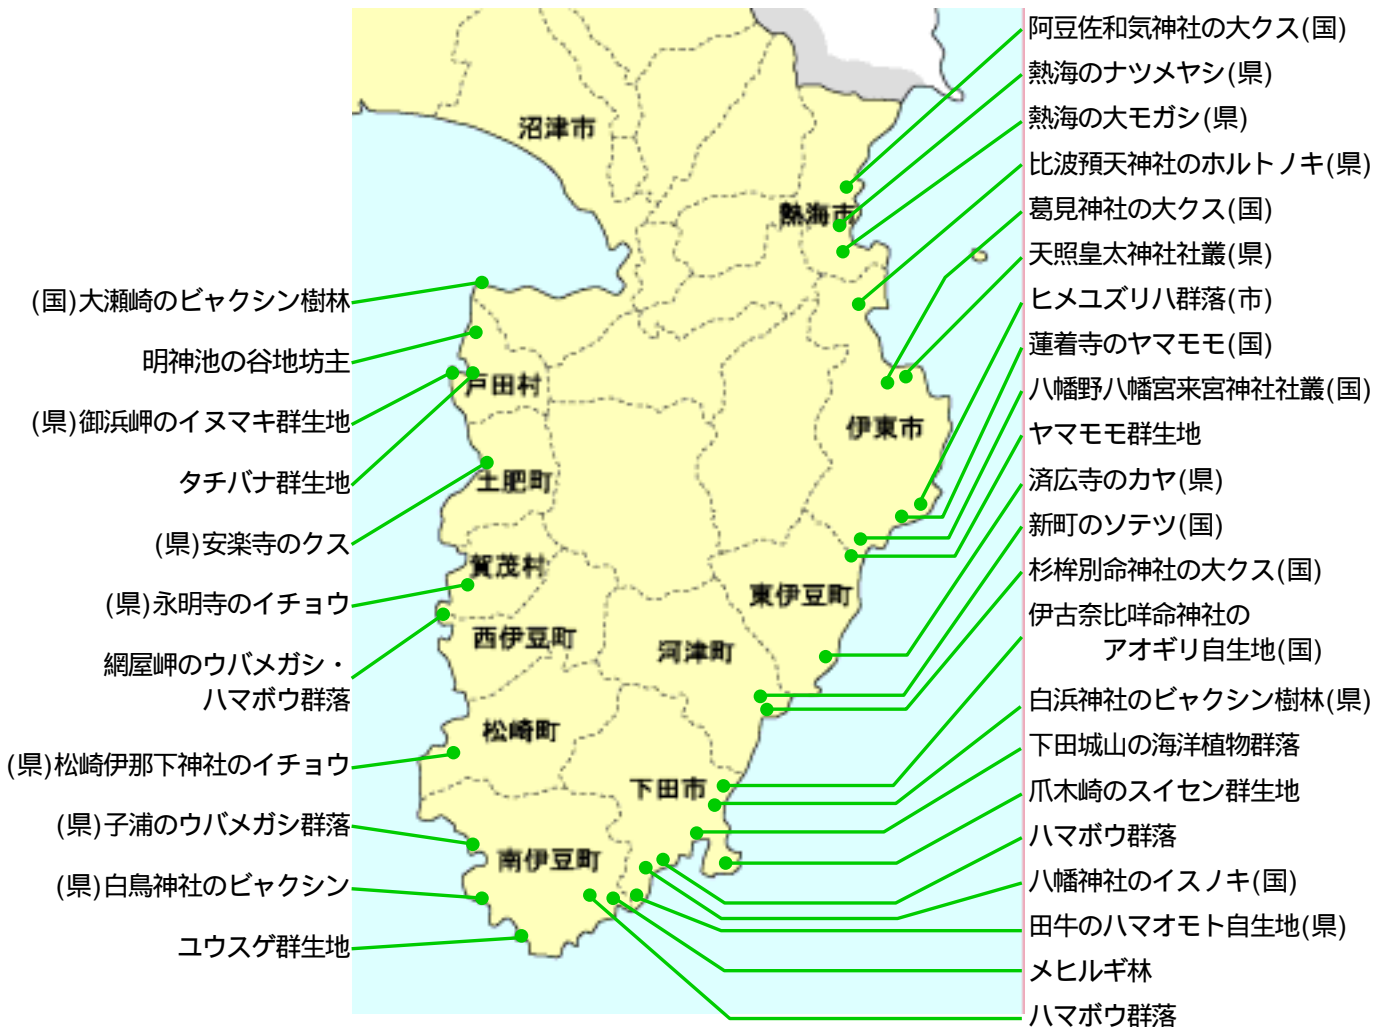 阿豆佐和気神社の大クス(国)
熱海のナツメヤシ(県)
熱海の大モガシ(県)
比波預天神社のホルトノキ(県)
葛見神社の大クス(国)
天照皇太神社社叢(県)
ヒメユズリハ群落(市)
蓮着寺のヤマモモ(国)
八幡野八幡宮来宮神社社叢(国)
ヤマモモ群生地
済広寺のカヤ(県)
新町のソテツ(国)
杉桙別命神社の大クス(国)
伊古奈比咩命神社の
アオギリ自生地(国)
白浜神社のビャクシン樹林(県)
下田城山の海洋植物群落
爪木崎のスイセン群生地
ハマボウ群落
八幡神社のイスノキ(国)
田牛のハマオモト自生地(県)
メヒルギ林
ハマボウ群落
(国)大瀬崎のビャクシン樹林
明神池の谷地坊主
(県)御浜岬のイヌマキ群生地
タチバナ群生地
(県)安楽寺のクス
(県)永明寺のイチョウ
網屋岬のウバメガシ・
ハマボウ群落
(県)松崎伊那下神社のイチョウ
(県)子浦のウバメガシ群落
(県)白鳥神社のビャクシン
ユウスゲ群生地
沼津市
熱海市
戸田村
伊東市
土肥町
賀茂村
東伊豆町
西伊豆町
河津町
松崎町
下田市
南伊豆町